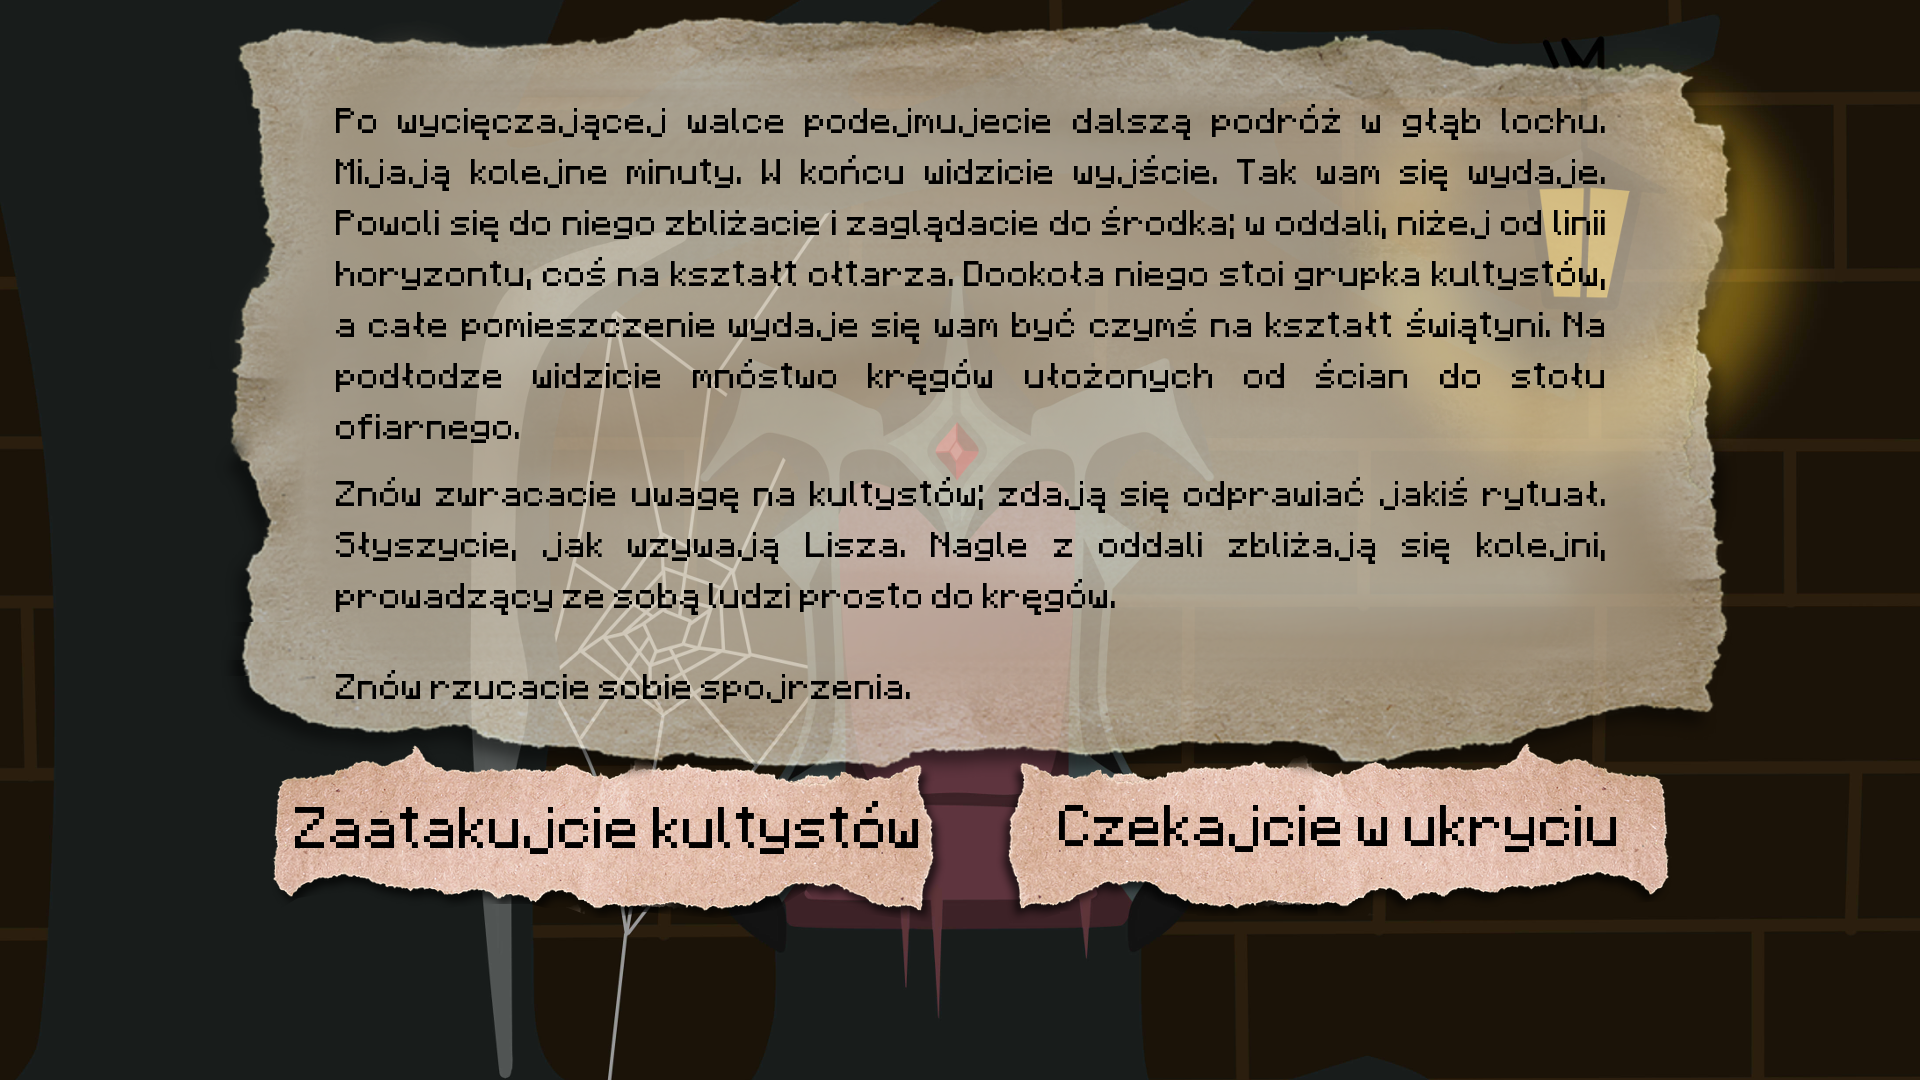 Po wycięczającej walce podejmujecie dalszą podróż w głąb lochu.
Mijają kolejne minuty. W końcu widzicie wyjście. Tak wam się wydaje.
Powoli się do niego zbliżacie i zaglądacie do środka; w oddali, niżej od linii
horyzontu, coś na kształt ołtarza. Dookoła niego stoi grupka kultystów,
a całe pomieszczenie wydaje się wam być czymś na kształt świątyni. Na
podłodze widzicie mnóstwo kręgów ułożonych od ścian do stołu
ofiarnego.
Znów zwracacie uwagę na kultystów; zdają się odprawiać jakiś rytuał.
Słyszycie, jak wzywają Lisza. Nagle z oddali zbliżają się kolejni,
prowadzący ze sobą ludzi prosto do kręgów.
Znów rzucacie sobie spojrzenia.
Zaatakujcie kultystów
Czekajcie w ukryciu